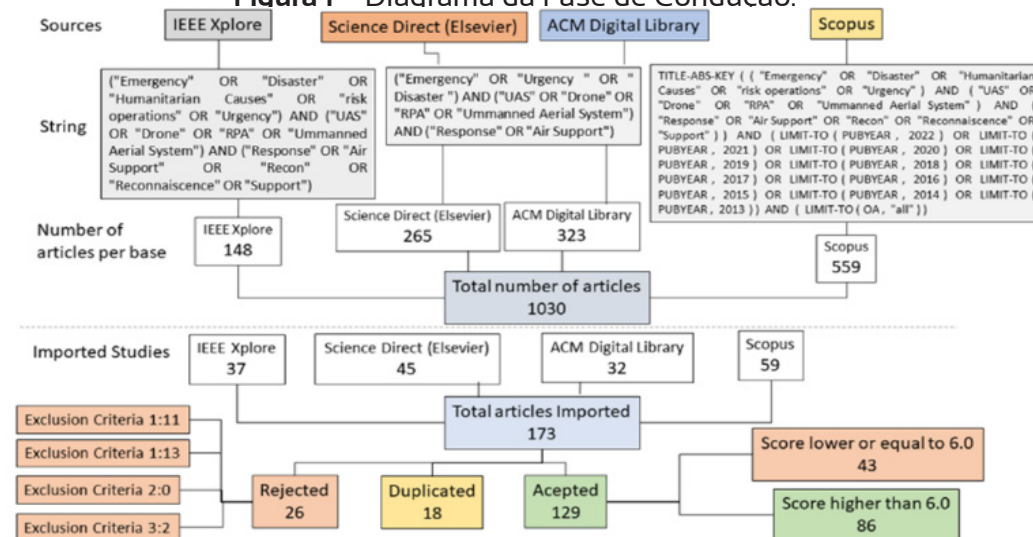 Figura 1 – Diagrama da Fase de Condução.
Sources
IEEE Xplore
Science Direct (Elsevier)
ACM Digital Library
Scopus
String
("Emergency" OR "Disaster" OR
"Humanitarian Causes" OR "risk
operations" OR "Urgency") AND ("UAS"
OR "Drone" OR "RPA" OR "Ummanned
Aerial System") AND ("Response" OR "Air
Support" OR "Recon" OR
"Reconnaiscence" OR "Support")
("Emergency" OR "Urgency " OR "
Disaster ") AND ("UAS" OR "Drone" OR
"RPA" OR "Ummanned Aerial System")
AND ("Response" OR "Air Support")
TITLE-ABS-KEY ( ( "Emergency" OR "Disaster" OR "Humanitarian
Causes" OR "risk operations" OR "Urgency" ) AND ( "UAS" OR
"Drone" OR "RPA" OR "Ummanned Aerial System" ) AND (
"Response" OR "Air Support" OR "Recon" OR "Reconnaiscence" OR
"Support" ) ) AND ( LIMIT-TO ( PUBYEAR , 2022 ) OR LIMIT-TO (
PUBYEAR , 2021 ) OR LIMIT-TO ( PUBYEAR , 2020 ) OR LIMIT-TO (
PUBYEAR , 2019 ) OR LIMIT-TO ( PUBYEAR , 2018 ) OR LIMIT-TO (
PUBYEAR , 2017 ) OR LIMIT-TO ( PUBYEAR , 2016 ) OR LIMIT-TO (
PUBYEAR , 2015 ) OR LIMIT-TO ( PUBYEAR , 2014 ) OR LIMIT-TO (
PUBYEAR , 2013 ) ) AND ( LIMIT-TO ( OA , "all" ) )
Number of
articles per base
IEEE Xplore
148
Science Direct (Elsevier)
265
ACM Digital Library
323
Scopus
559
Total number of articles
1030
Imported Studies
IEEE Xplore
37
Science Direct (Elsevier)
45
ACM Digital Library
32
Scopus
59
Total articles Imported
173
Exclusion Criteria 1:11
Exclusion Criteria 1:13
Exclusion Criteria 2:0
Exclusion Criteria 3:2
Rejected
26
Duplicated
18
Acepted
129
Score lower or equal to 6.0
43
Score higher than 6.0
86